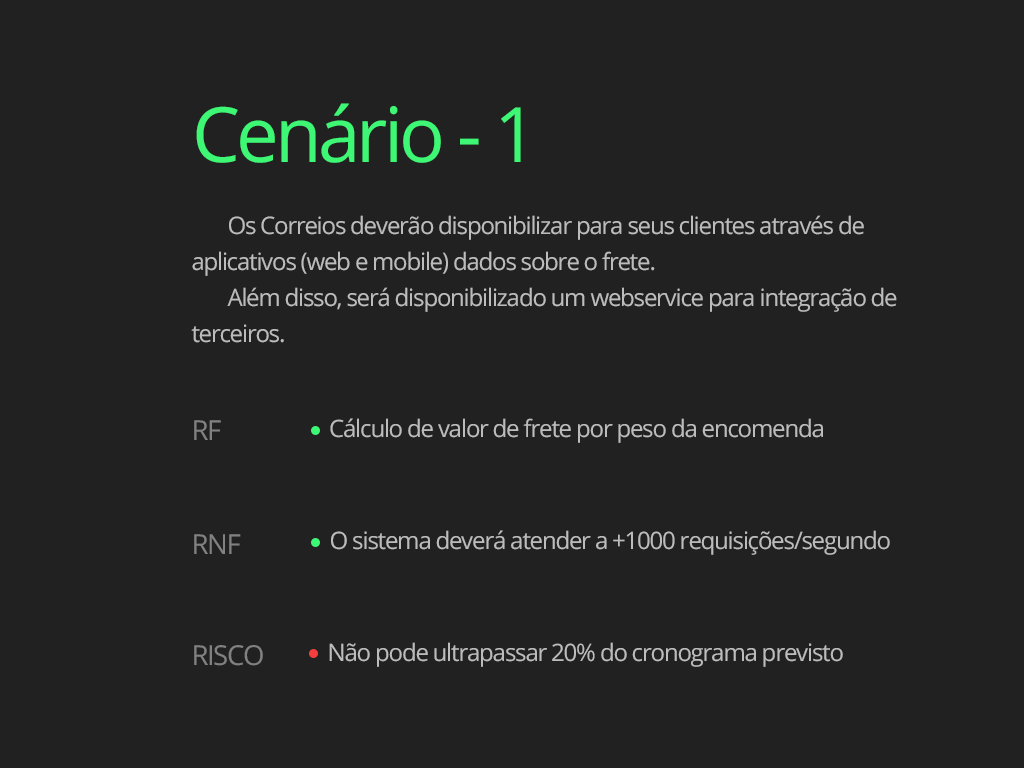 Cenário - 1
Os Correios deverão disponibilizar para seus clientes através de
aplicativos (web e mobile) dados sobre o frete.
Além disso, será disponibilizado um webservice para integração de
terceiros.
RF • Cálculo de valor de frete por peso da encomenda
RNF • O sistema deverá atender a +1000 requisições/segundo
RISCO • Não pode ultrapassar 20% do cronograma previsto